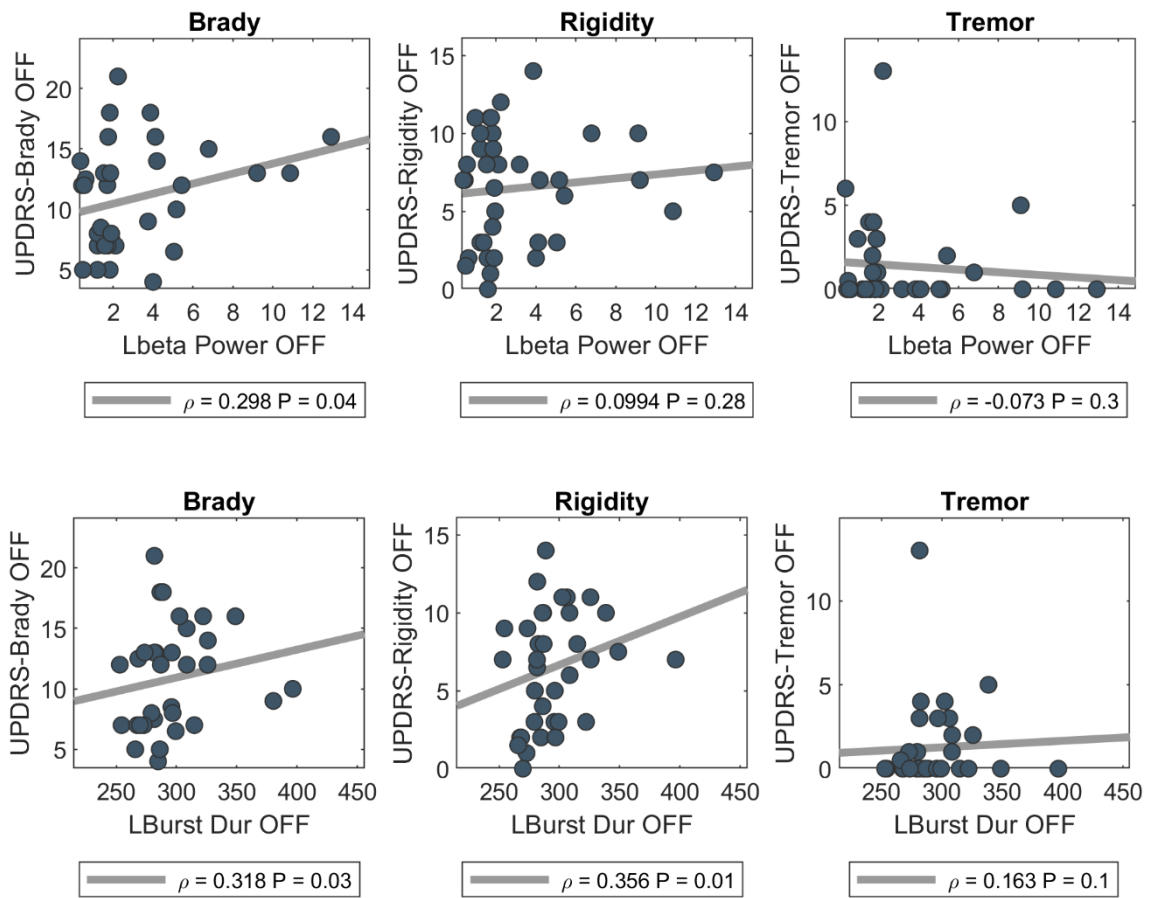 Brady
UPDRS-Brady OFF
20
15
10
5
2 4 6 8 10 12 14
Lbeta Power OFF
ρ = 0.298 P = 0.04
Rigidity
UPDRS-Rigidity OFF
15
10
5
0
2 4 6 8 10 12 14
Lbeta Power OFF
ρ = 0.0994 P = 0.28
Tremor
UPDRS-Tremor OFF
10
5
0
2 4 6 8 10 12 14
Lbeta Power OFF
ρ = -0.073 P = 0.3
Brady
UPDRS-Brady OFF
20
15
10
5
250 300 350 400 450
LBurst Dur OFF
ρ = 0.318 P = 0.03
Rigidity
UPDRS-Rigidity OFF
15
10
5
0
250 300 350 400 450
LBurst Dur OFF
ρ = 0.356 P = 0.01
Tremor
UPDRS-Tremor OFF
10
5
0
250 300 350 400 450
LBurst Dur OFF
ρ = 0.163 P = 0.1